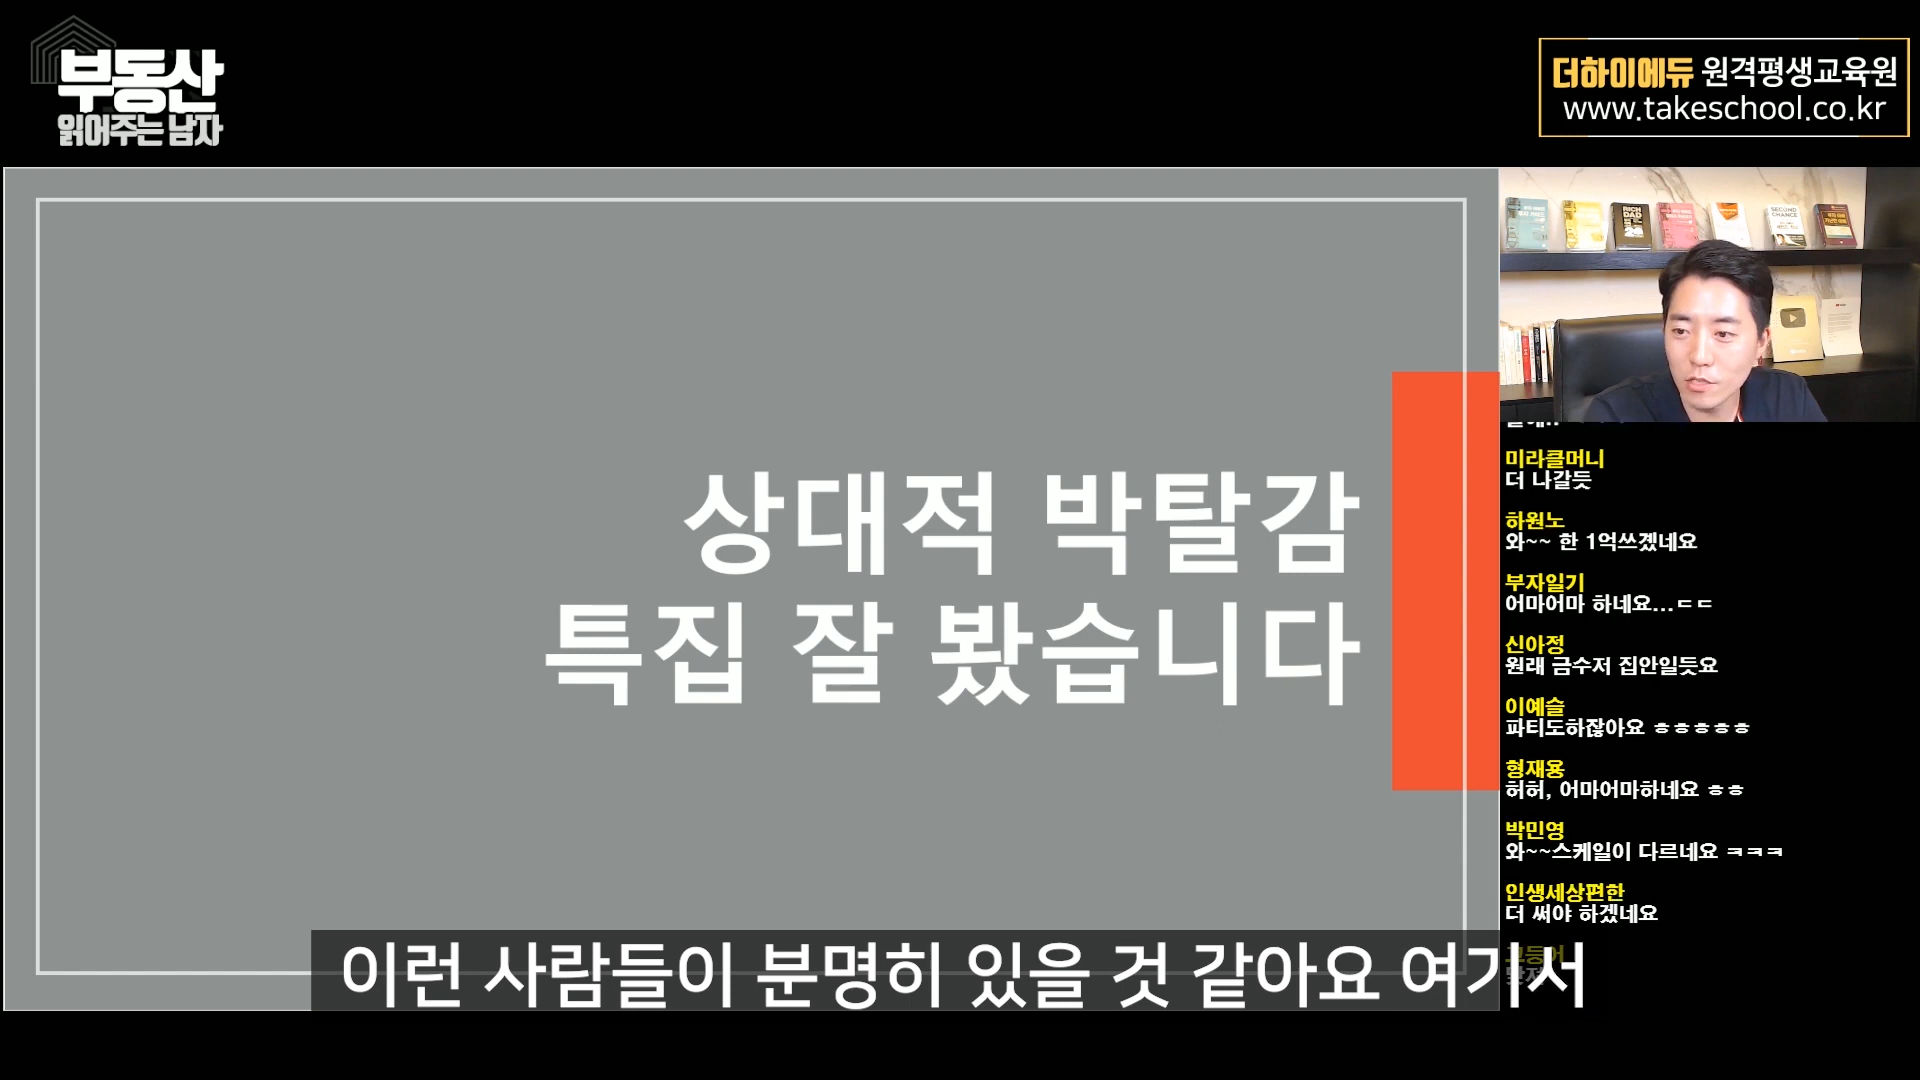 부동산
읽어주는 남자
더하이에듀 원격평생교육원
www.takeschool.co.kr
RICH
DAD
SECOND
CHANCE
상대적 박탈감
특집 잘 봤습니다
미라클머니
더 나갈듯
하원노
와~~ 한 1억쓰겠네요
부자일기
어마어마 하네요...ㄷㄷ
신아정
원래 금수저 집안일듯요
이예슬
파티도하잖아요 ㅎㅎㅎㅎㅎ
형재용
허허, 어마어마하네요 ㅎㅎ
박민영
와~~스케일이 다르네요 ㅋㅋㅋ
인생세상편한
더 써야 하겠네요
고등어
이런 사람들이 분명히 있을 것 같아요 여기서